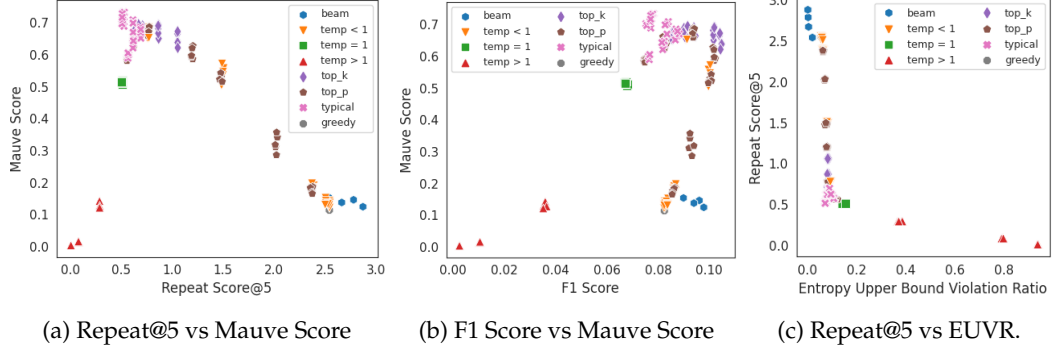 0.7
0.6
0.5
0.4
0.3
0.2
0.1
0.0
Mauve Score
beam
temp < 1
temp = 1
temp > 1
top_k
top_p
typical
greedy
0.0 0.5 1.0 1.5 2.0 2.5 3.0
Repeat Score@5
(a) Repeat@5 vs Mauve Score
0.7
0.6
0.5
0.4
0.3
0.2
0.1
0.0
Mauve Score
beam
temp < 1
temp = 1
temp > 1
top_k
top_p
typical
greedy
0.00 0.02 0.04 0.06 0.08 0.10
F1 Score
(b) F1 Score vs Mauve Score
3.0
2.5
2.0
1.5
1.0
0.5
0.0
Repeat Score@5
beam
temp < 1
temp = 1
temp > 1
top_k
top_p
typical
greedy
0.0 0.2 0.4 0.6 0.8
Entropy Upper Bound Violation Ratio
(c) Repeat@5 vs EUVR.